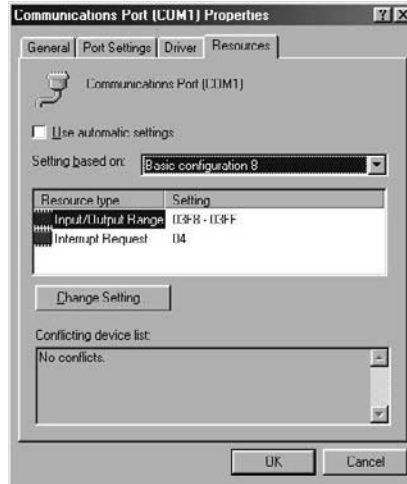 Communications Port (COM1) Properties ? X
General Port Settings Driver Resources
Communications Port (COM1)
Use automatic settings
Setting based on: Basic configuration 8
Resource type Setting
Input/Output Range 03F8 - 03FF
Interrupt Request 04
Change Setting
Conflicting device list:
No conflicts.
OK Cancel